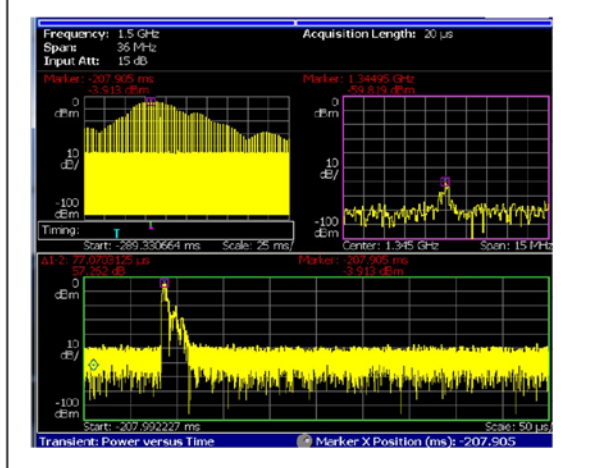 Frequency: 1.5 GHz
Acquisition Length: 20 µs
Span: 36 MHz
Input Att: 15 dB
Marker: -207.905 ms
-3.913 dBm
Marker: 1.34495 GHz
-59.819 dBm
0
dBm
10
dB/
-100
dBm
0
dBm
10
dB/
-100
dBm
Timing:
T
L
Start: -289.330664 ms Scale: 25 ms/
Center: 1.345 GHz Span: 15 MHz
Δ1-2: 77.0703125 µs
57.252 dB
Marker: -207.905 ms
-3.913 dBm
0
dBm
10
dB/
-100
dBm
Start: -207.992227 ms Scale: 50 µs/
Transient: Power versus Time
Marker X Position (ms): -207.905